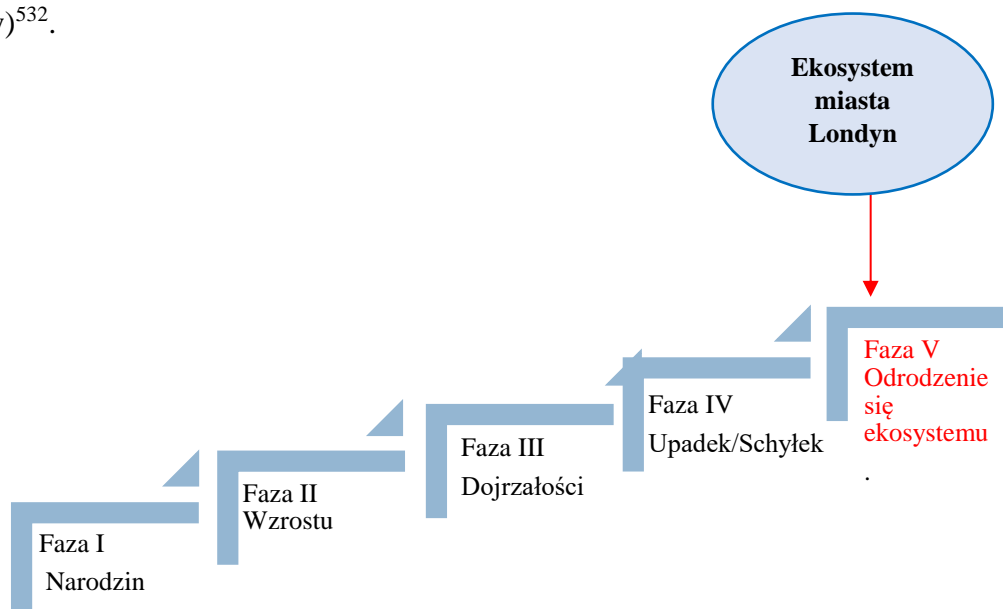 )⁵³².
Ekosystem
miasta
Londyn
Faza V
Odrodzenie
się
ekosystemu
.
Faza IV
Upadek/Schyłek
Faza III
Dojrzałości
Faza II
Wzrostu
Faza I
Narodzin